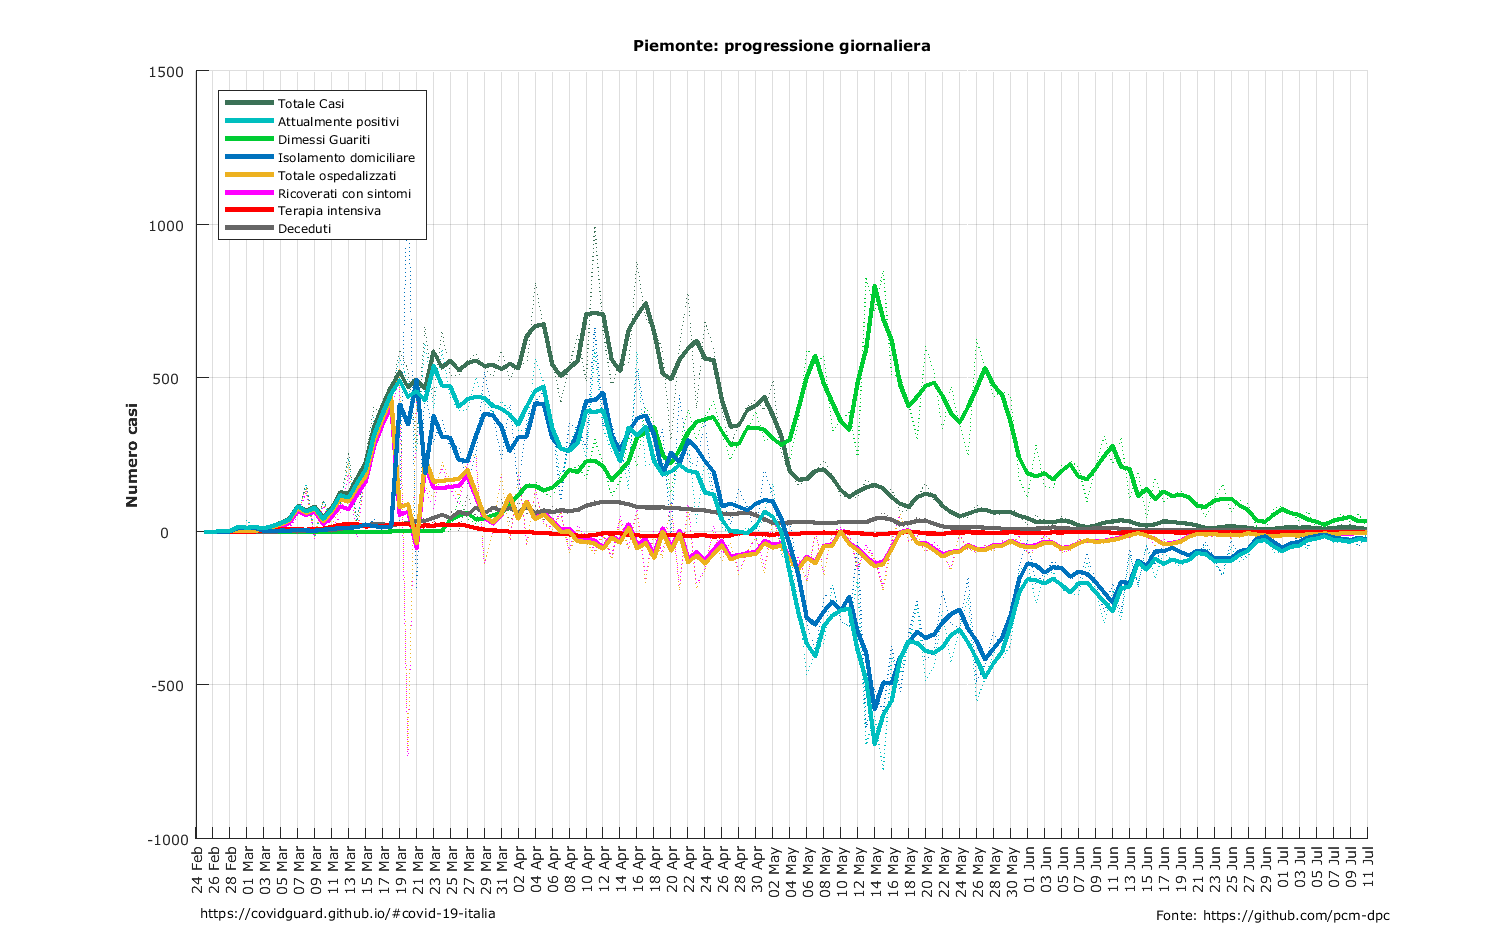 Piemonte: progressione giornaliera
Numero casi
1500
1000
500
0
-500
-1000
Totale Casi
Attualmente positivi
Dimessi Guariti
Isolamento domiciliare
Totale ospedalizzati
Ricoverati con sintomi
Terapia intensiva
Deceduti
24 Feb
26 Feb
28 Feb
01 Mar
03 Mar
05 Mar
07 Mar
09 Mar
11 Mar
13 Mar
15 Mar
17 Mar
19 Mar
21 Mar
23 Mar
25 Mar
27 Mar
29 Mar
31 Mar
02 Apr
04 Apr
06 Apr
08 Apr
10 Apr
12 Apr
14 Apr
16 Apr
18 Apr
20 Apr
22 Apr
24 Apr
26 Apr
28 Apr
30 Apr
02 May
04 May
06 May
08 May
10 May
12 May
14 May
16 May
18 May
20 May
22 May
24 May
26 May
28 May
30 May
01 Jun
03 Jun
05 Jun
07 Jun
09 Jun
11 Jun
13 Jun
15 Jun
17 Jun
19 Jun
21 Jun
23 Jun
25 Jun
27 Jun
29 Jun
01 Jul
03 Jul
05 Jul
07 Jul
09 Jul
11 Jul
https://covidguard.github.io/#covid-19-italia
Fonte: https://github.com/pcm-dpc